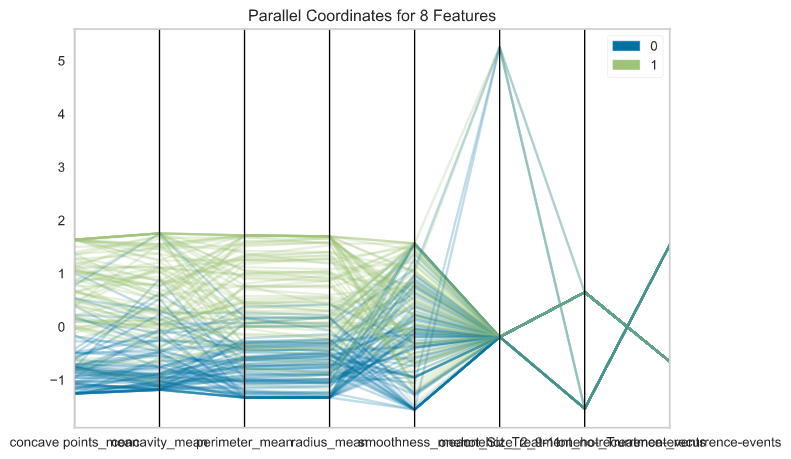 Parallel Coordinates for 8 Features
0
1
5
4
3
2
1
0
−1
concave points_mean
concavity_mean
perimeter_mean
radius_mean
smoothness_mean